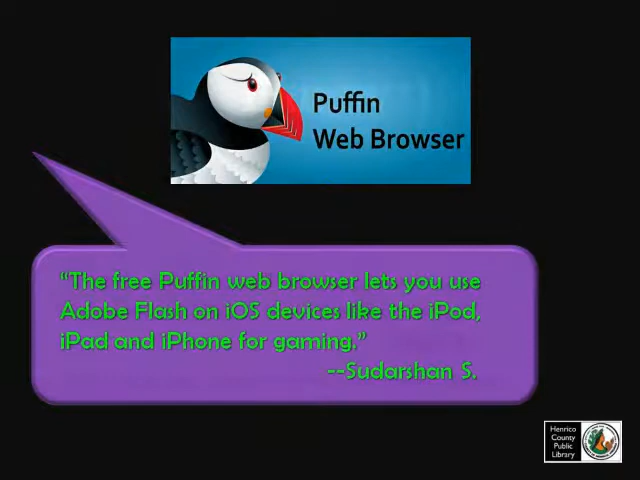 Puffin
Web Browser
“The free Puffin web browser lets you use
Adobe Flash on iOS devices like the iPod,
iPad and iPhone for gaming.”
--Sudarshan S.
Henrico
County
Public
Library